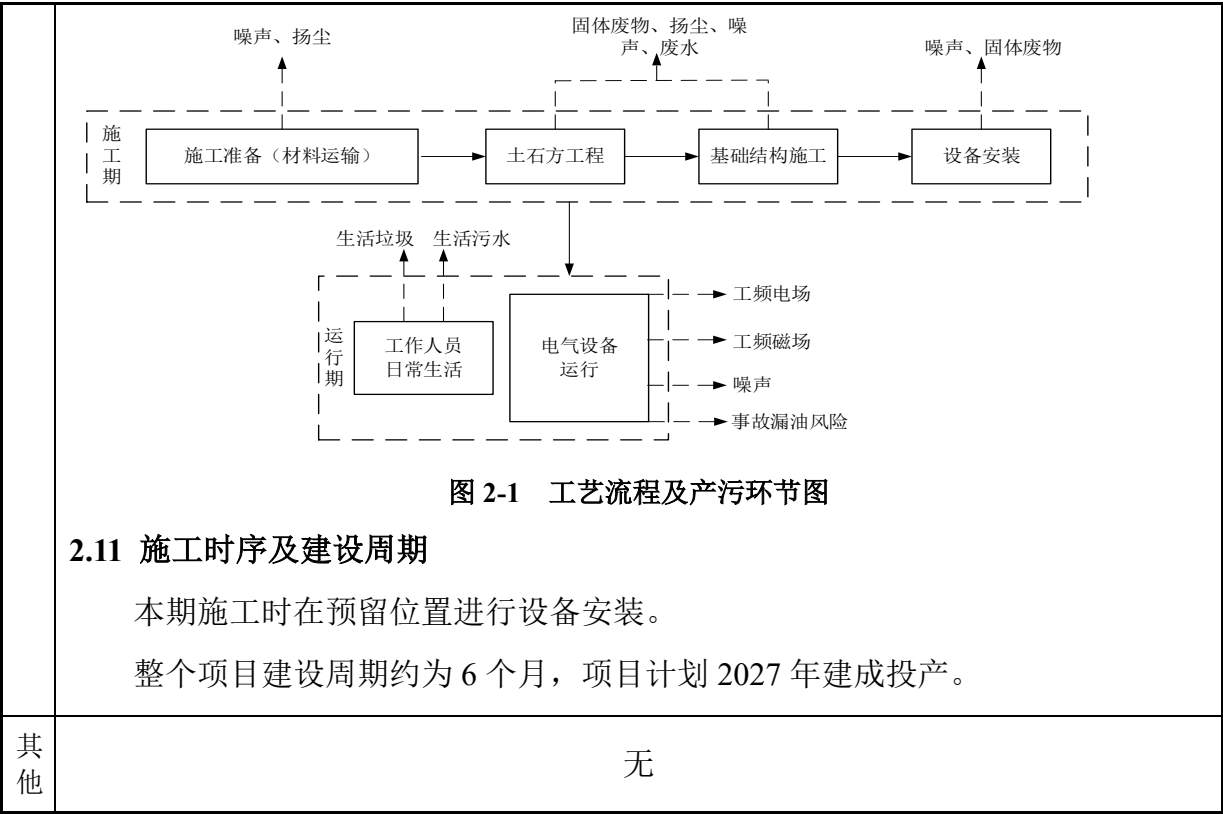 噪声、扬尘
固体废物、扬尘、噪
声、废水
噪声、固体废物
施
工
期
施工准备（材料运输）
土石方工程
基础结构施工
设备安装
生活垃圾
生活污水
运
行
期
工作人员
日常生活
电气设备
运行
工频电场
工频磁场
噪声
事故漏油风险
图 2-1 工艺流程及产污环节图
2.11 施工时序及建设周期
本期施工时在预留位置进行设备安装。
整个项目建设周期约为 6 个月，项目计划 2027 年建成投产。
其
他
无